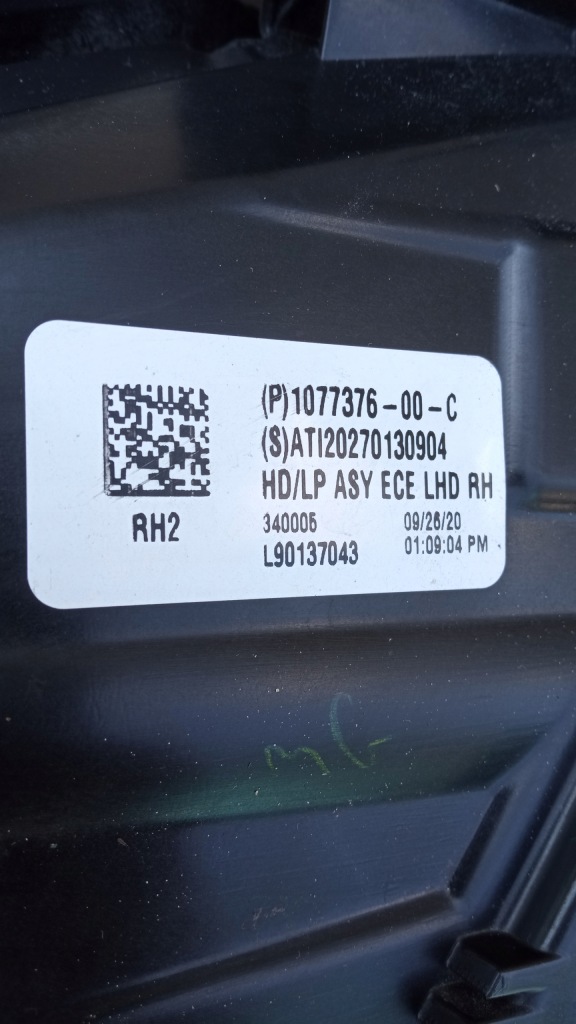 (P)1077376-00-C
(S)ATI20270130904
HD/LP ASY ECE LHD RH
RH2
340005 09/26/20
L90137043 01:09:04 PM